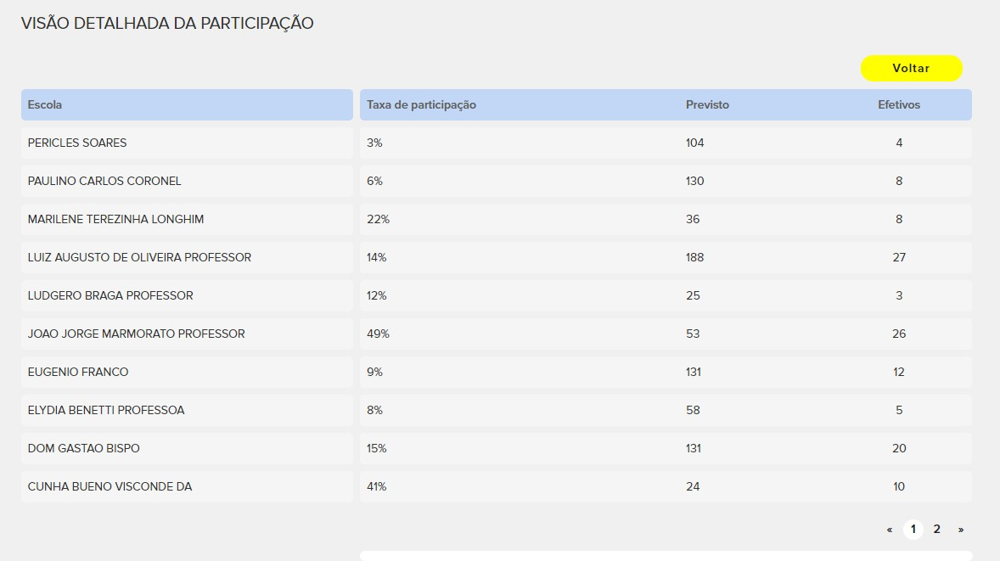 VISÃO DETALHADA DA PARTICIPAÇÃO
Voltar
Escola Taxa de participação Previsto Efetivos
PERICLES SOARES 3% 104 4
PAULINO CARLOS CORONEL 6% 130 8
MARILENE TEREZINHA LONGHIM 22% 36 8
LUIZ AUGUSTO DE OLIVEIRA PROFESSOR 14% 188 27
LUDGERO BRAGA PROFESSOR 12% 25 3
JOAO JORGE MARMORATO PROFESSOR 49% 53 26
EUGENIO FRANCO 9% 131 12
ELYDIA BENETTI PROFESSOA 8% 58 5
DOM GASTAO BISPO 15% 131 20
CUNHA BUENO VISCONDE DA 41% 24 10
« 1 2 »